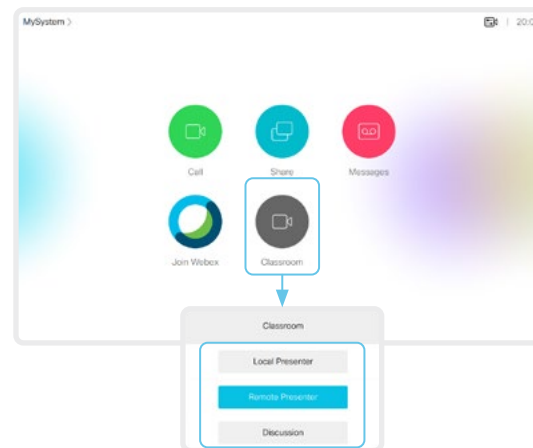 MySystem >
20:0
Call
Share
Messages
Join Webex
Classroom
Classroom
Local Presenter
Remote Presenter
Discussion